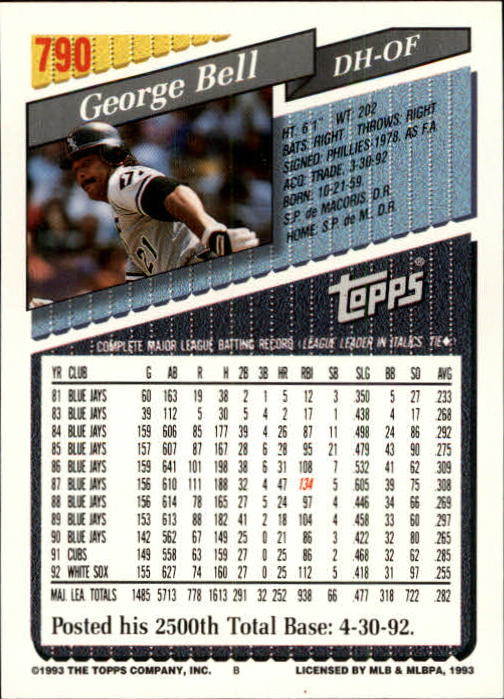 790
George Bell
DH-OF
HT: 6'1" WT: 202
BATS: RIGHT THROWS: RIGHT
SIGNED: PHILLIES 1978, AS F.A.
ACQ: TRADE, 3-30-92
BORN: 10-21-59,
S.P. de MACORIS, D.R.
HOME: S.P. de M., D.R.
21
TOPPS®
COMPLETE MAJOR LEAGUE BATTING RECORD (LEAGUE LEADER IN ITALICS, TIE♦)
YR CLUB G AB R H 2B 3B HR RBI SB SLG BB SO AVG
81 BLUE JAYS 60 163 19 38 2 1 5 12 3 .350 5 27 .233
83 BLUE JAYS 39 112 5 30 5 4 2 17 1 .438 4 17 .268
84 BLUE JAYS 159 606 85 177 39 4 26 87 11 .498 24 86 .292
85 BLUE JAYS 157 607 87 167 28 6 28 95 21 .479 43 90 .275
86 BLUE JAYS 159 641 101 198 38 6 31 108 7 .532 41 62 .309
87 BLUE JAYS 156 610 111 188 32 4 47 134 5 .605 39 75 .308
88 BLUE JAYS 156 614 78 165 27 5 24 97 4 .446 34 66 .269
89 BLUE JAYS 153 613 88 182 41 2 18 104 4 .458 33 60 .297
90 BLUE JAYS 142 562 67 149 25 0 21 86 3 .422 32 80 .265
91 CUBS 149 558 63 159 27 0 25 86 2 .468 32 62 .285
92 WHITE SOX 155 627 74 160 27 0 25 112 5 .418 31 97 .255
MAJ. LEA. TOTALS 1485 5713 778 1613 291 32 252 938 66 .477 318 722 .282
Posted his 2500th Total Base: 4-30-92.
©1993 THE TOPPS COMPANY, INC. B LICENSED BY MLB & MLBPA, 1993